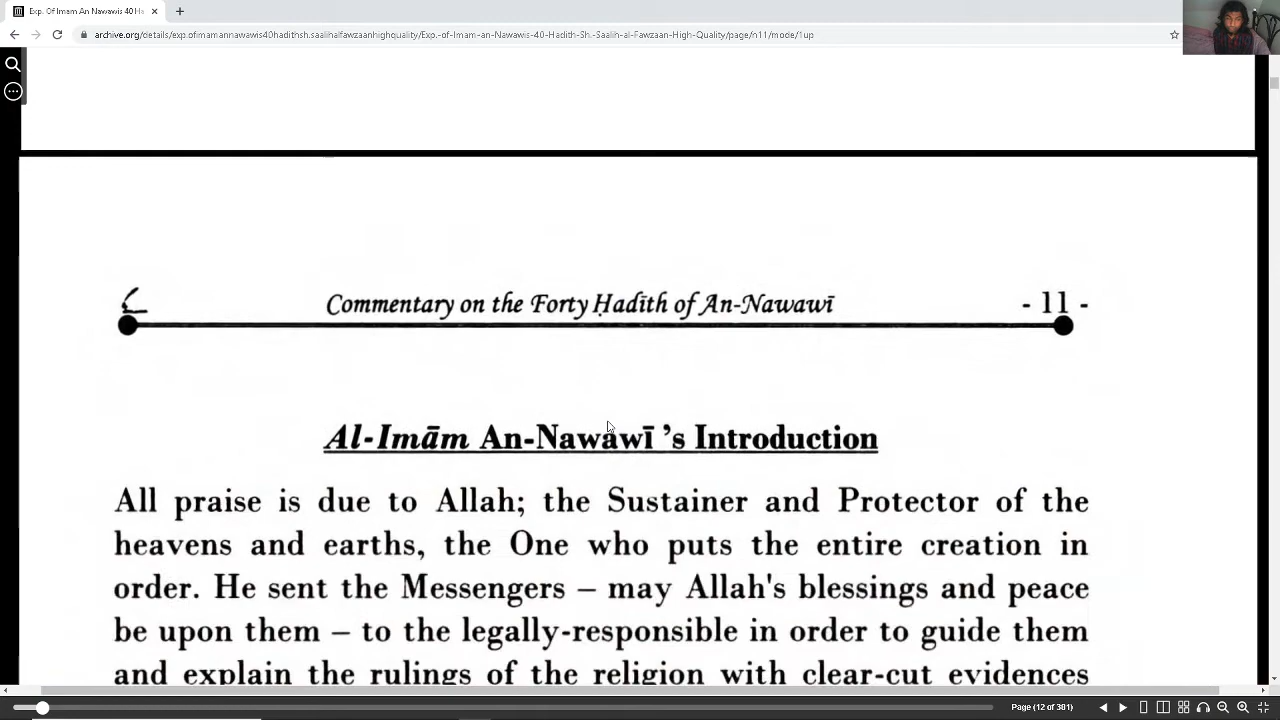 Exp. Of Imam An Nawawis 40 Ha
archive.org/details/exp.ofimamannawawis40hadithsh.saalihalfawzaanhighquality/Exp.-of-Imam-an-Nawawis-40-Hadith-Sh.-Saalih-al-Fawzaan-High-Quality/page/n11/mode/1up
Commentary on the Forty Ḥadīth of An-Nawawī - 11 -
Al-Imām An-Nawawī 's Introduction
All praise is due to Allah; the Sustainer and Protector of the
heavens and earths, the One who puts the entire creation in
order. He sent the Messengers – may Allah's blessings and peace
be upon them – to the legally-responsible in order to guide them
and explain the rulings of the religion with clear-cut evidences
Page (12 of 301)